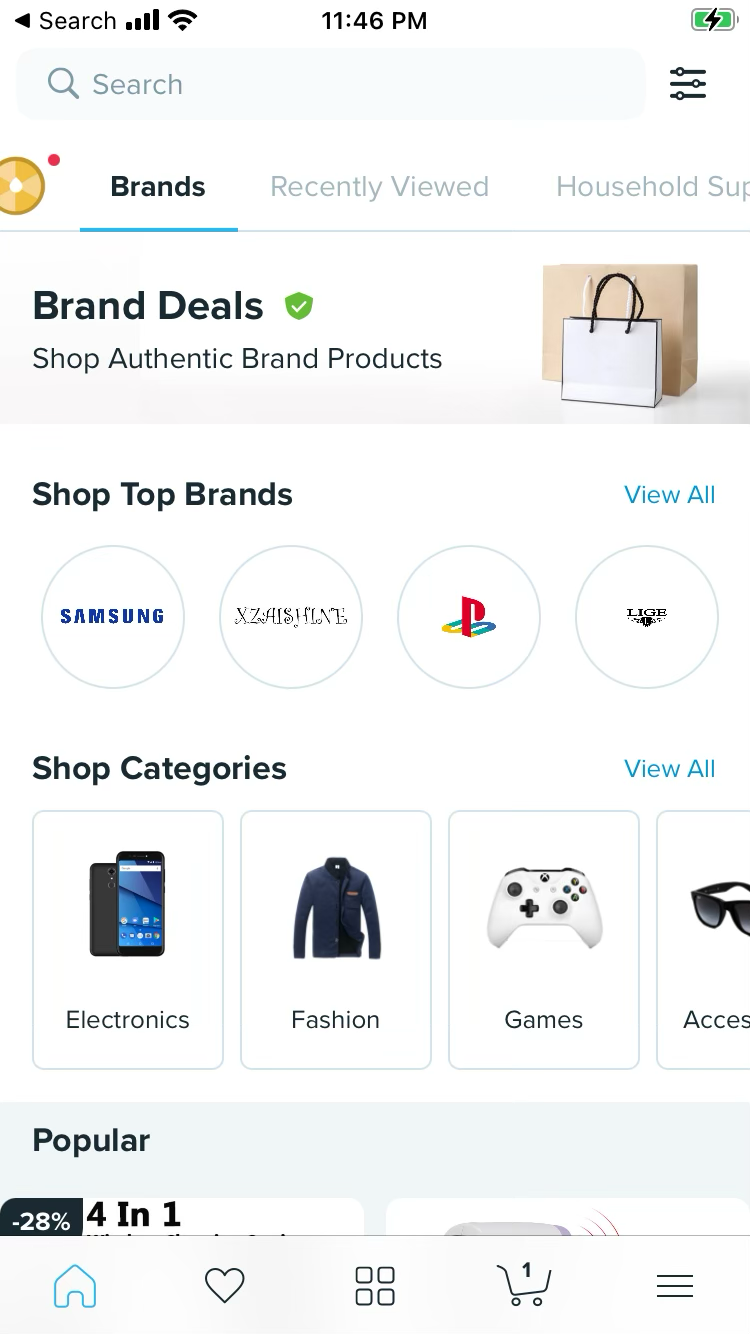 Search
11:46 PM
Search
Brands
Recently Viewed
Household Sup
Brand Deals
Shop Authentic Brand Products
Shop Top Brands
View All
SAMSUNG
XZAISHINE
LIGE
Shop Categories
View All
Electronics
Fashion
Games
Acces
Popular
-28%
4 In 1
1